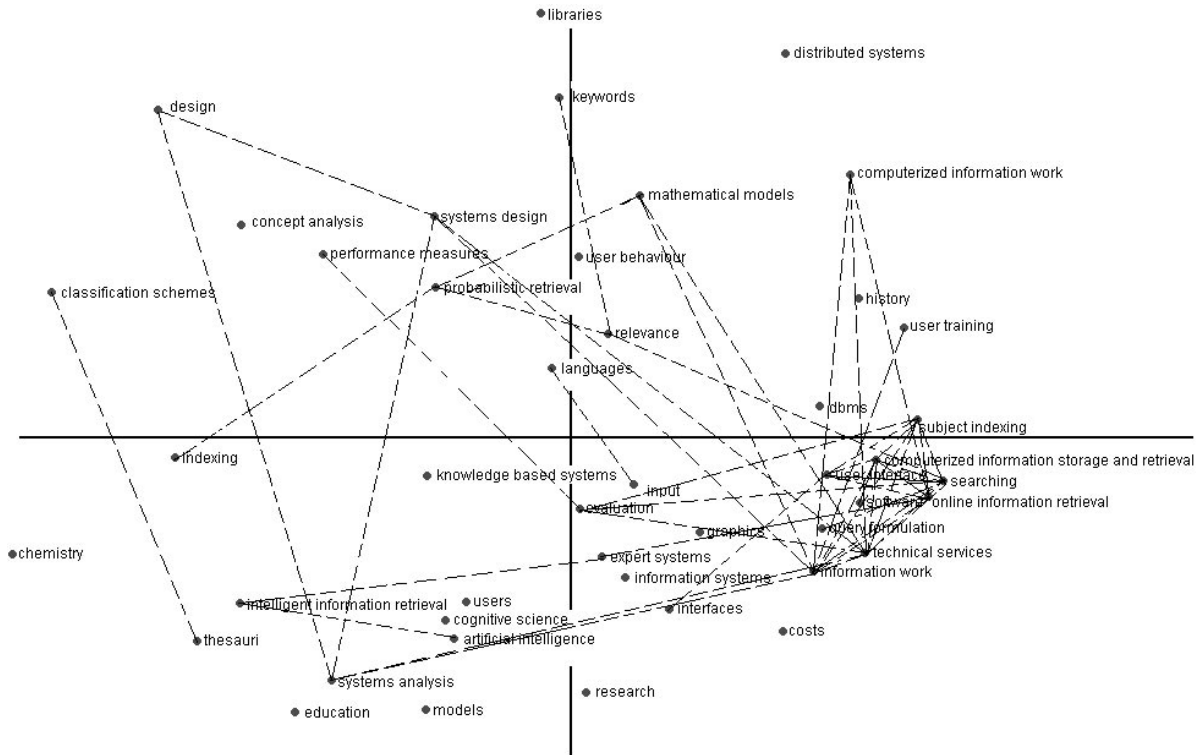 libraries
distributed systems
keywords
design
computerized information work
mathematical models
systems design
concept analysis
performance measures
user behaviour
probabilistic retrieval
classification schemes
history
user training
relevance
languages
dbms
subject indexing
indexing
computerized information storage and retrieval
knowledge based systems
user interface
searching
input
software
online information retrieval
evaluation
graphics
query formulation
technical services
chemistry
expert systems
information systems
information work
intelligent information retrieval
users
interfaces
cognitive science
costs
thesauri
artificial intelligence
systems analysis
research
education
models